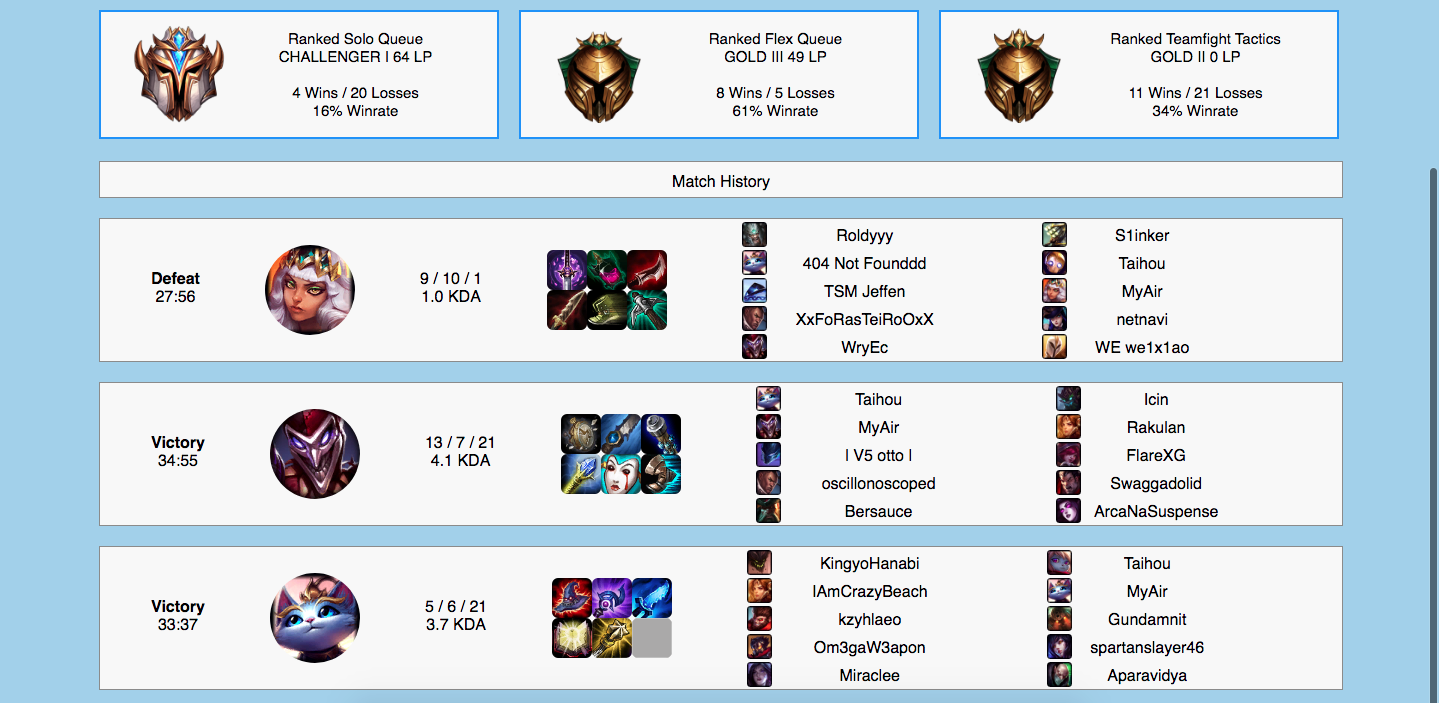 Ranked Solo Queue
CHALLENGER I 64 LP
4 Wins / 20 Losses
16% Winrate
Ranked Flex Queue
GOLD III 49 LP
8 Wins / 5 Losses
61% Winrate
Ranked Teamfight Tactics
GOLD II 0 LP
11 Wins / 21 Losses
34% Winrate
Match History
Defeat
27:56
9 / 10 / 1
1.0 KDA
Roldyyy
404 Not Founddd
TSM Jeffen
XxFoRasTeiRoOxX
WryEc
S1inker
Taihou
MyAir
netnavi
WE we1x1ao
Victory
34:55
13 / 7 / 21
4.1 KDA
Taihou
MyAir
l V5 otto l
oscillonoscoped
Bersauce
Icin
Rakulan
FlareXG
Swaggadolid
ArcaNaSuspense
Victory
33:37
5 / 6 / 21
3.7 KDA
KingyoHanabi
IAmCrazyBeach
kzyhlaeo
Om3gaW3apon
Miraclee
Taihou
MyAir
Gundamnit
spartanslayer46
Aparavidya